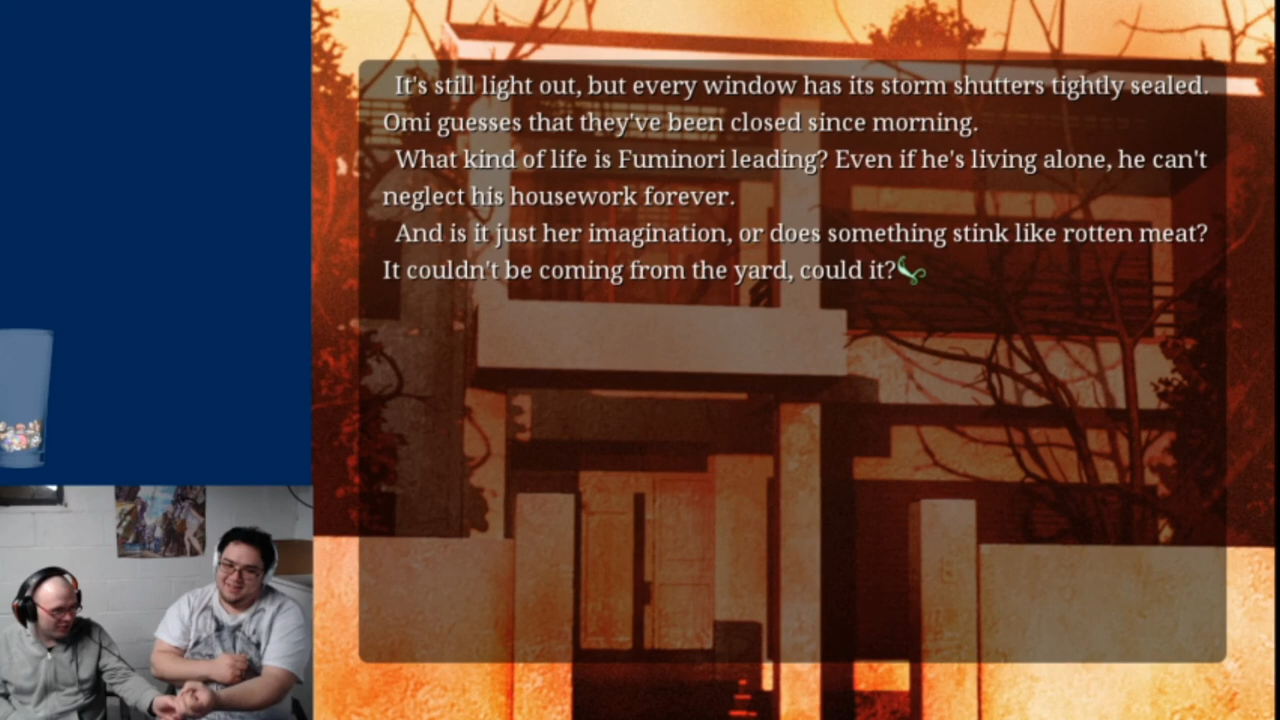 It's still light out, but every window has its storm shutters tightly sealed.
Omi guesses that they've been closed since morning.
What kind of life is Fuminori leading? Even if he's living alone, he can't
neglect his housework forever.
And is it just her imagination, or does something stink like rotten meat?
It couldn't be coming from the yard, could it?